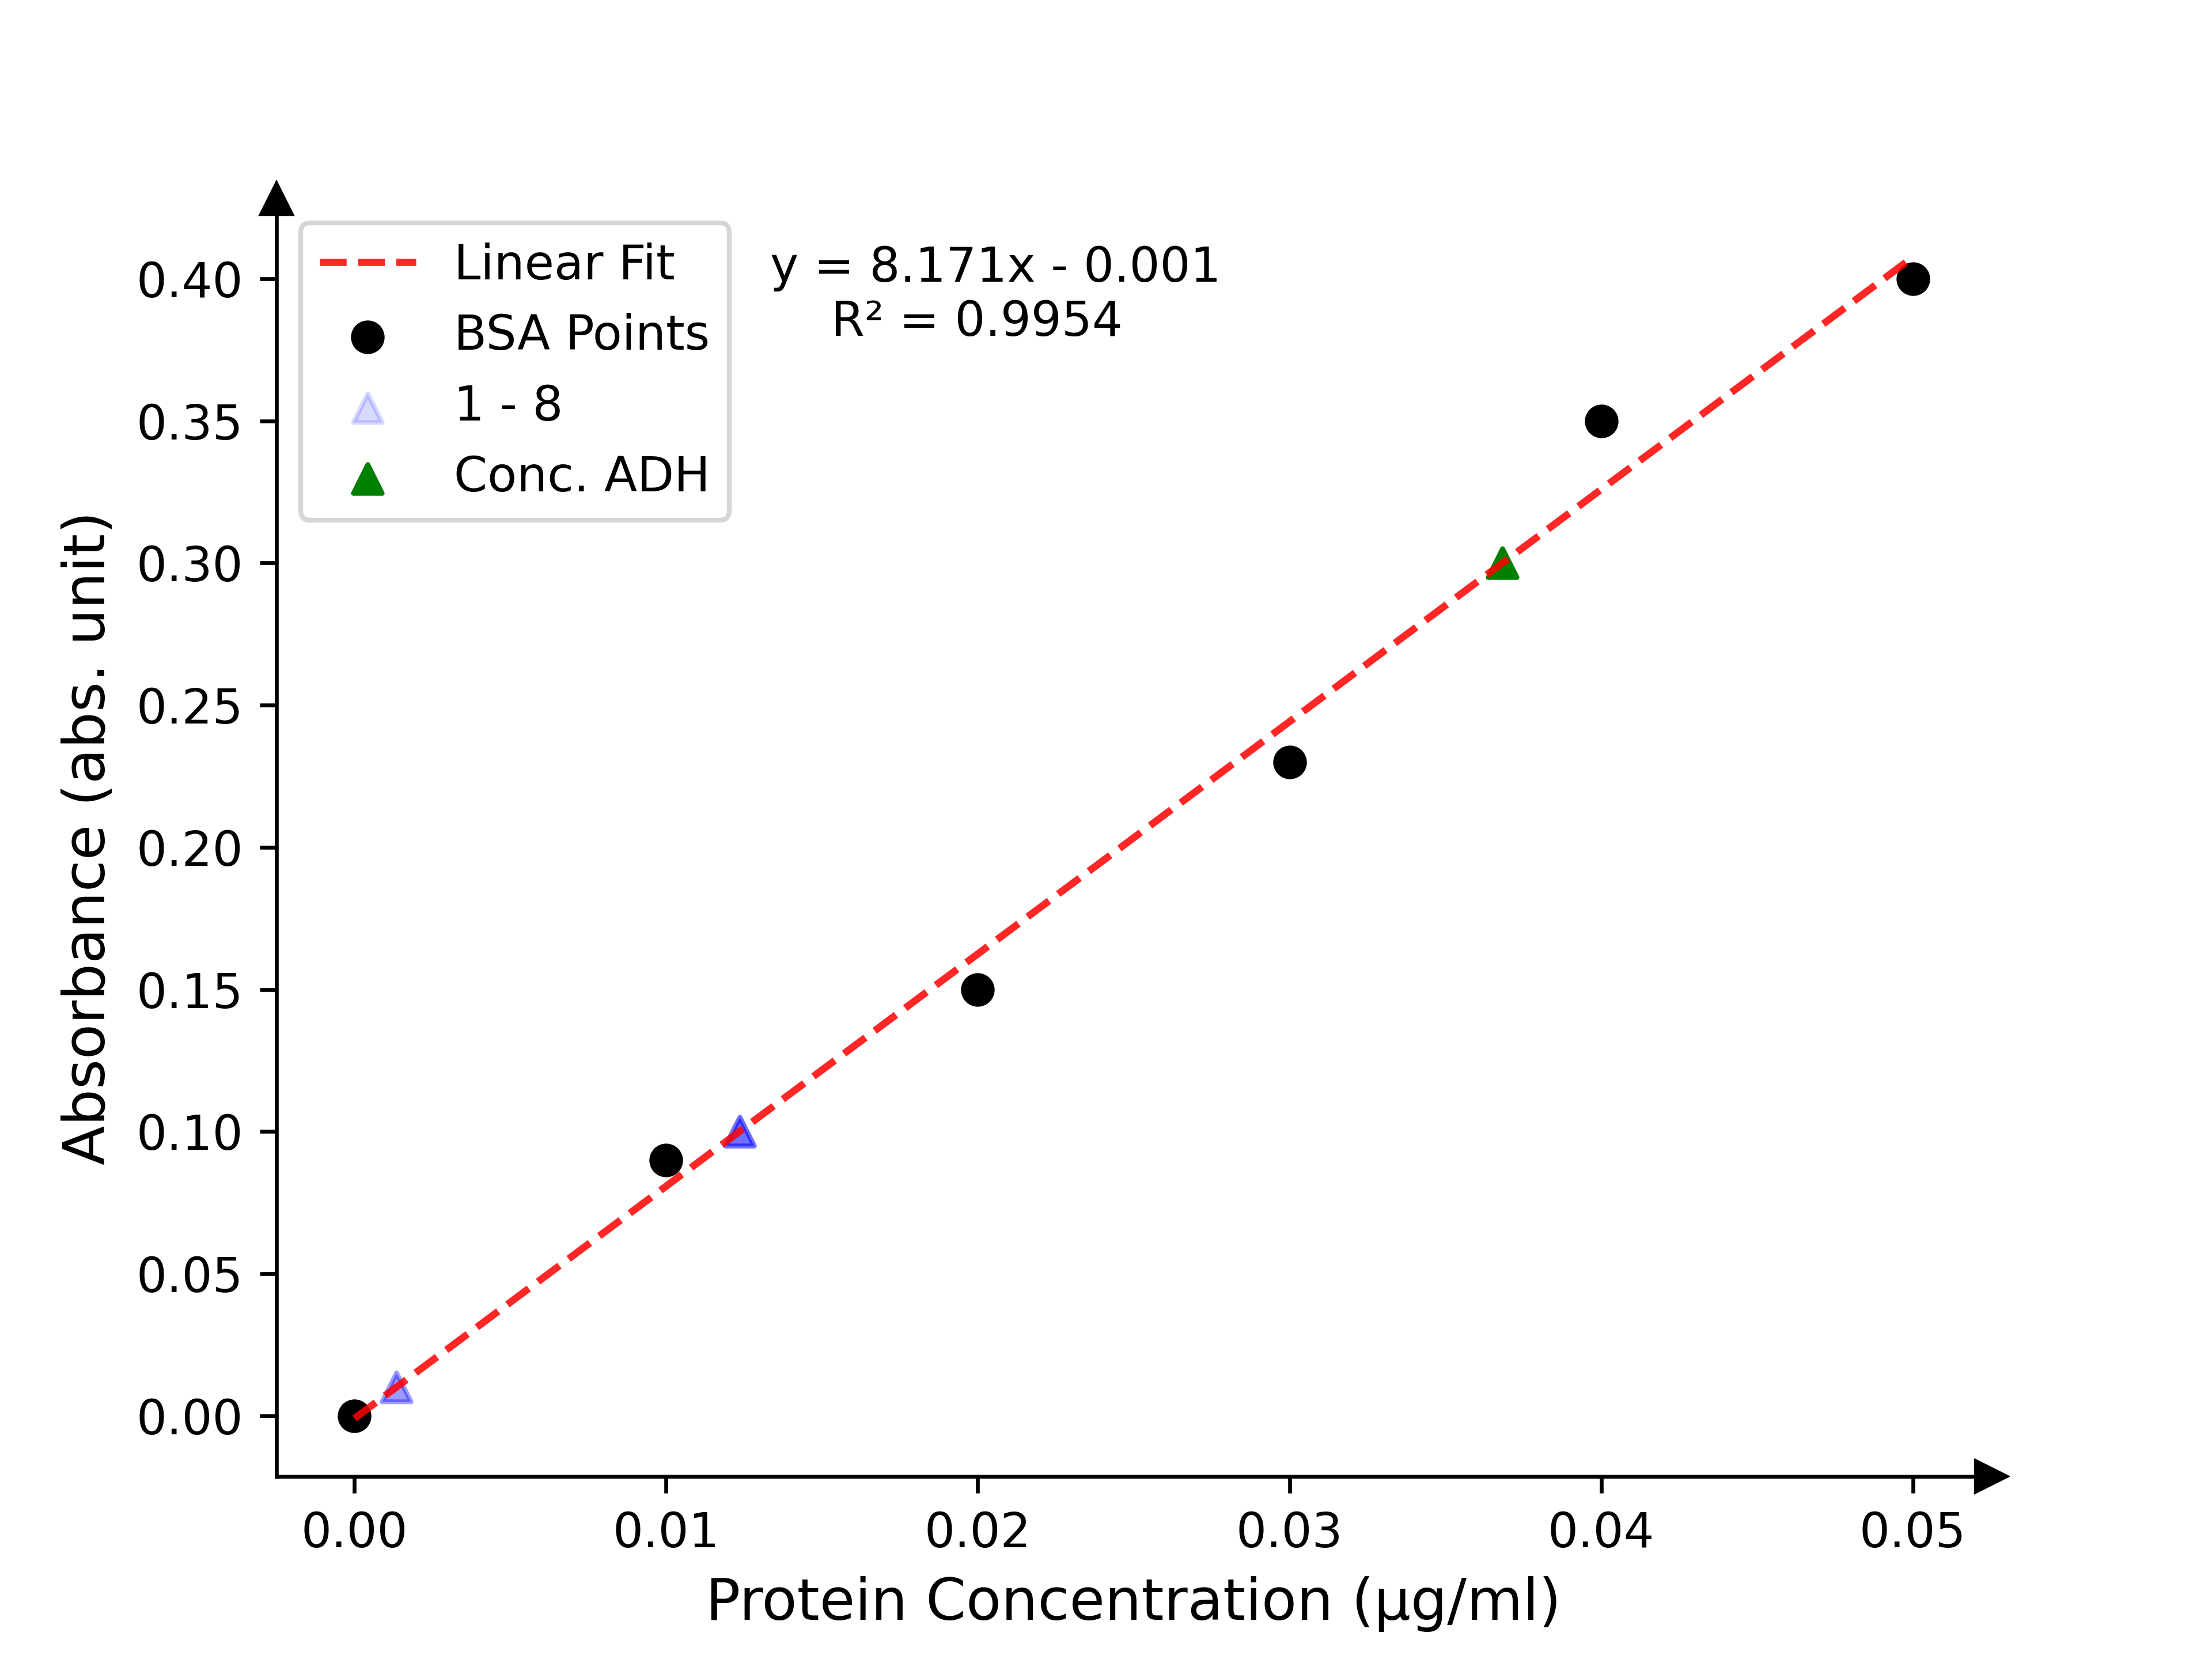 Linear Fit
BSA Points
1 - 8
Conc. ADH
y = 8.171x - 0.001
R² = 0.9954
0.40
0.35
0.30
0.25
0.20
0.15
0.10
0.05
0.00
Absorbance (abs. unit)
0.00 0.01 0.02 0.03 0.04 0.05
Protein Concentration (µg/ml)